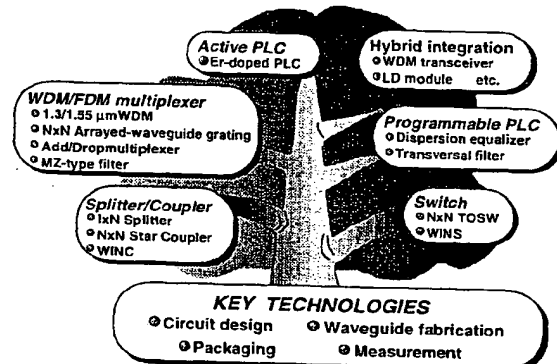 Active PLC
Er-doped PLC
Hybrid integration
WDM transceiver
LD module etc.
WDM/FDM multiplexer
1.3/1.55 μmWDM
NxN Arrayed-waveguide grating
Add/Dropmultiplexer
MZ-type filter
Programmable PLC
Dispersion equalizer
Transversal filter
Splitter/Coupler
1xN Splitter
NxN Star Coupler
WINC
Switch
NxN TOSW
WINS
KEY TECHNOLOGIES
Circuit design Waveguide fabrication
Packaging Measurement